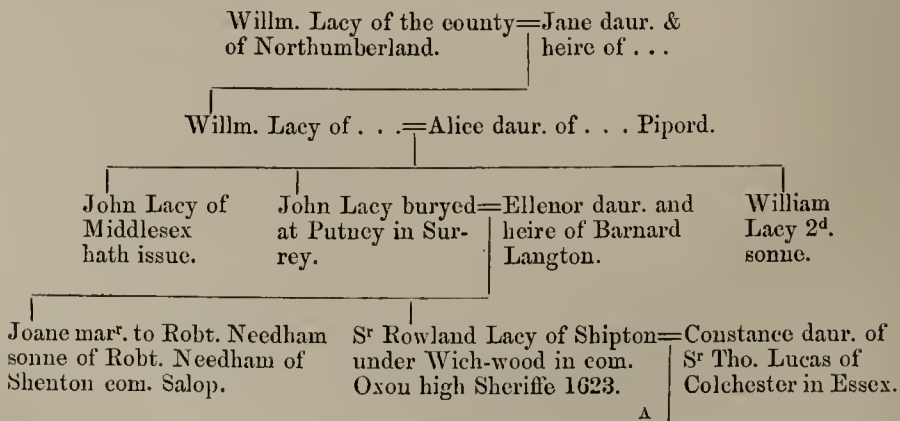 Willm. Lacy of the county=Jane daur. &
of Northumberland. heire of . . .
Willm. Lacy of . . .=Alice daur. of . . . Pipord.
John Lacy of
Middlesex
hath issue.
John Lacy buryed=Ellenor daur. and
at Putney in Sur- heire of Barnard
rey. Langton.
William
Lacy 2d.
sonne.
Joane marr. to Robt. Needham
sonne of Robt. Needham of
Shenton com. Salop.
Sr Rowland Lacy of Shipton=Constance daur. of
under Wich-wood in com. Sr Tho. Lucas of
Oxon high Sheriffe 1623. Colchester in Essex.
A